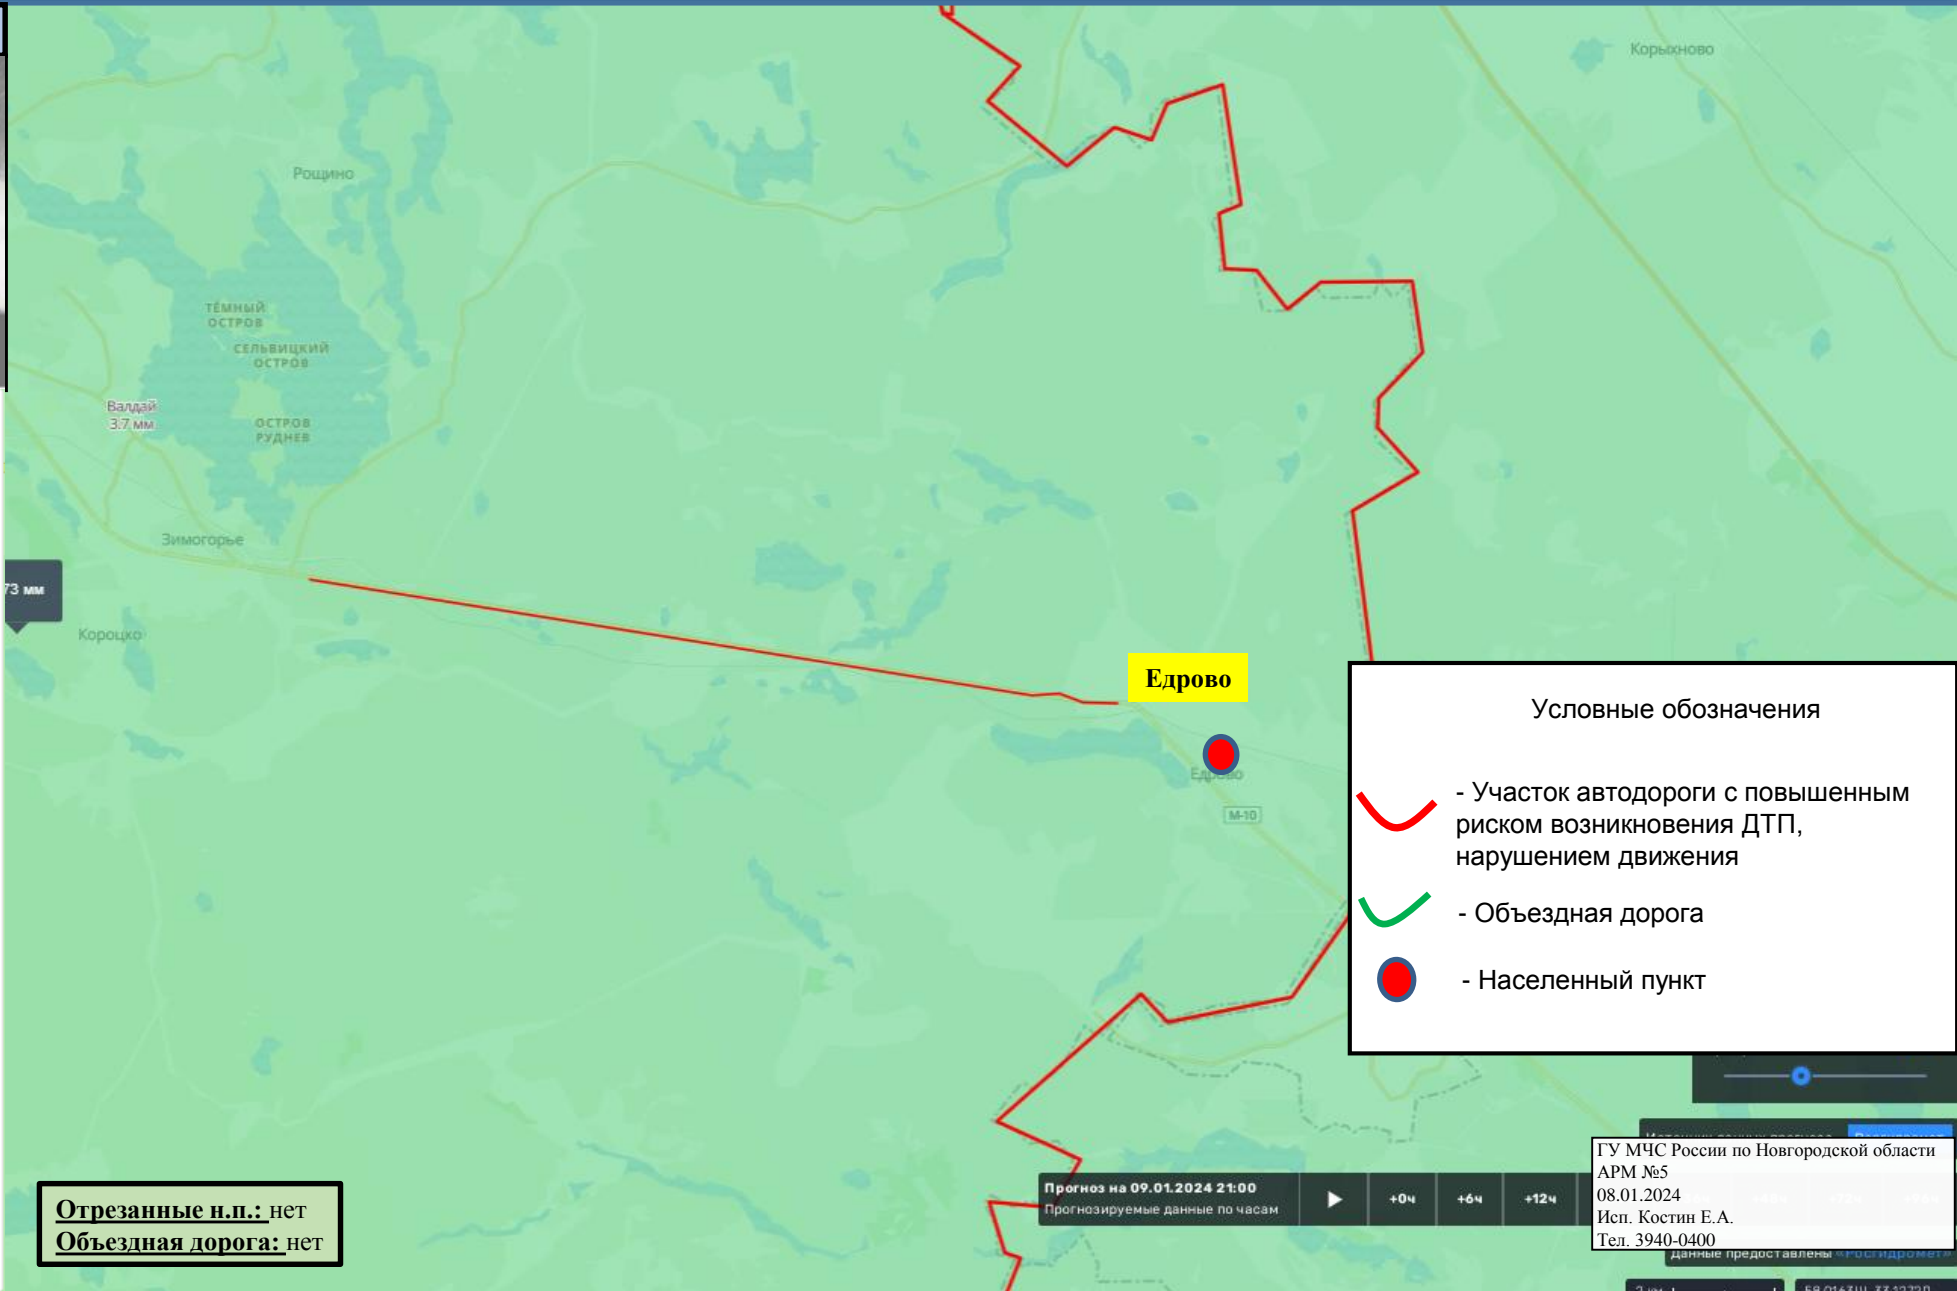 Корыхново
Рощино
ТЁМНЫЙ
ОСТРОВ
СЕЛЬВИЦКИЙ
ОСТРОВ
Валдай
3.7 мм
ОСТРОВ
РУДНЕВ
Зимогорье
73 мм
Короцко
Едрово
Едрово
М-10
Условные обозначения
- Участок автодороги с повышенным
риском возникновения ДТП,
нарушением движения
- Объездная дорога
- Населенный пункт
Прогноз на 09.01.2024 21:00
Прогнозируемые данные по часам
+0ч +6ч +12ч
ГУ МЧС России по Новгородской области
АРМ №5
08.01.2024
Исп. Костин Е.А.
Тел. 3940-0400
Данные предоставлены «Росгидромет»
Отрезанные н.п.: нет
Объездная дорога: нет